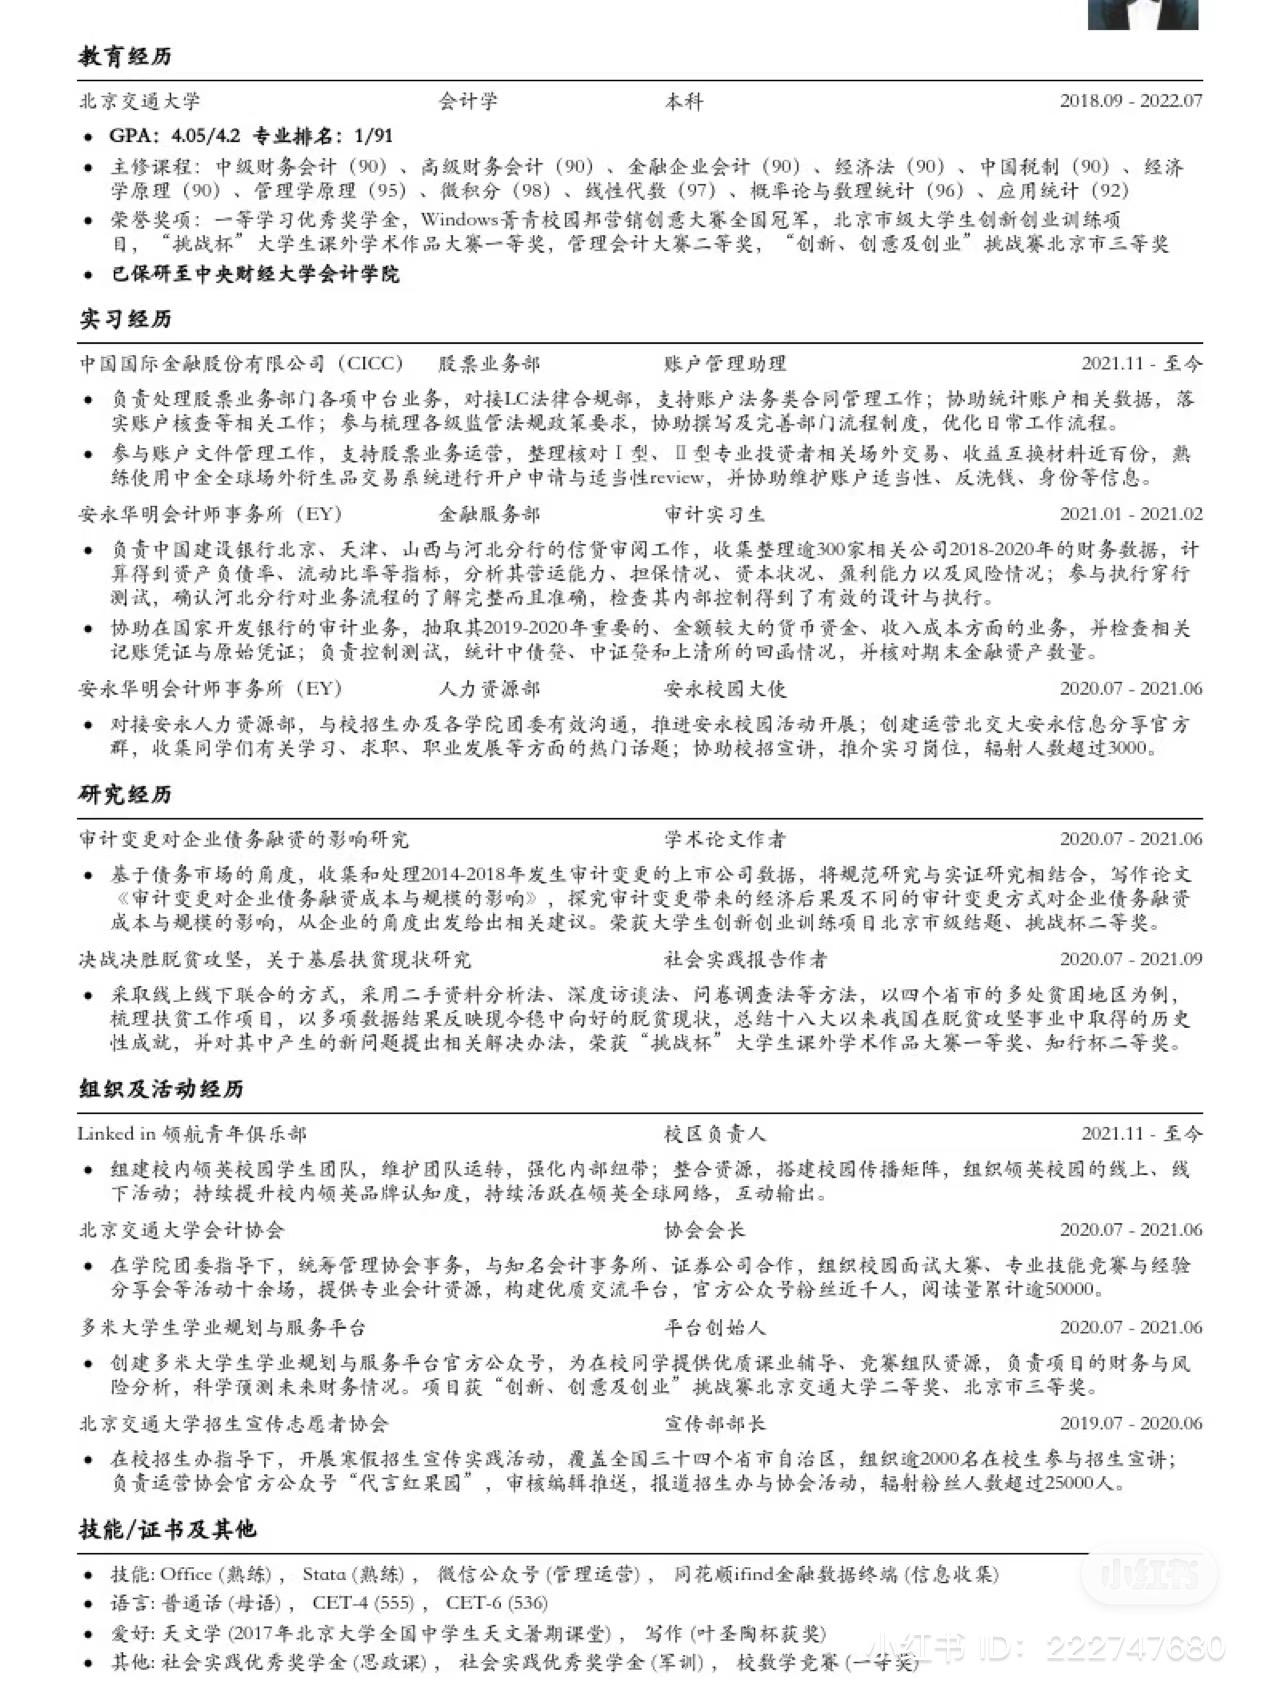 教育经历
北京交通大学 会计学 本科 2018.09 - 2022.07
• GPA：4.05/4.2 专业排名：1/91
• 主修课程：中级财务会计（90）、高级财务会计（90）、金融企业会计（90）、经济法（90）、中国税制（90）、经济
学原理（90）、管理学原理（95）、微积分（98）、线性代数（97）、概率论与数理统计（96）、应用统计（92）
• 荣誉奖项：一等学习优秀奖学金，Windows菁青校园邦营销创意大赛全国冠军，北京市级大学生创新创业训练项
目，“挑战杯”大学生课外学术作品大赛一等奖，管理会计大赛二等奖，“创新、创意及创业”挑战赛北京市三等奖
• 已保研至中央财经大学会计学院
实习经历
中国国际金融股份有限公司（CICC） 股票业务部 账户管理助理 2021.11 - 至今
• 负责处理股票业务部门各项中台业务，对接LC法律合规部，支持账户法务类合同管理工作；协助统计账户相关数据，落
实账户核查等相关工作；参与梳理各级监管法规政策要求，协助撰写及完善部门流程制度，优化日常工作流程。
• 参与账户文件管理工作，支持股票业务运营，整理核对Ⅰ型、Ⅱ型专业投资者相关场外交易、收益互换材料近百份，熟
练使用中金全球场外衍生品交易系统进行开户申请与适当性review，并协助维护账户适当性、反洗钱、身份等信息。
安永华明会计师事务所（EY） 金融服务部 审计实习生 2021.01 - 2021.02
• 负责中国建设银行北京、天津、山西与河北分行的信贷审阅工作，收集整理逾300家相关公司2018-2020年的财务数据，计
算得到资产负债率、流动比率等指标，分析其营运能力、担保情况、资本状况、盈利能力以及风险情况；参与执行穿行
测试，确认河北分行对业务流程的了解完整而且准确，检查其内部控制得到了有效的设计与执行。
• 协助在国家开发银行的审计业务，抽取其2019-2020年重要的、金额较大的货币资金、收入成本方面的业务，并检查相关
记账凭证与原始凭证；负责控制测试，统计中债登、中证登和上清所的回函情况，并核对期末金融资产数量。
安永华明会计师事务所（EY） 人力资源部 安永校园大使 2020.07 - 2021.06
• 对接安永人力资源部，与校招生办及各学院团委有效沟通，推进安永校园活动开展；创建运营北交大安永信息分享官方
群，收集同学们有关学习、求职、职业发展等方面的热门话题；协助校招宣讲，推介实习岗位，辐射人数超过3000。
研究经历
审计变更对企业债务融资的影响研究 学术论文作者 2020.07 - 2021.06
• 基于债务市场的角度，收集和处理2014-2018年发生审计变更的上市公司数据，将规范研究与实证研究相结合，写作论文
《审计变更对企业债务融资成本与规模的影响》，探究审计变更带来的经济后果及不同的审计变更方式对企业债务融资
成本与规模的影响，从企业的角度出发给出相关建议。荣获大学生创新创业训练项目北京市级结题、挑战杯二等奖。
决战决胜脱贫攻坚，关于基层扶贫现状研究 社会实践报告作者 2020.07 - 2021.09
• 采取线上线下联合的方式，采用二手资料分析法、深度访谈法、问卷调查法等方法，以四个省市的多处贫困地区为例，
梳理扶贫工作项目，以多项数据结果反映现今稳中向好的脱贫现状，总结十八大以来我国在脱贫攻坚事业中取得的历史
性成就，并对其中产生的新问题提出相关解决办法，荣获“挑战杯”大学生课外学术作品大赛一等奖、知行杯二等奖。
组织及活动经历
Linked in 领航青年俱乐部 校区负责人 2021.11 - 至今
• 组建校内领英校园学生团队，维护团队运转，强化内部纽带；整合资源，搭建校园传播矩阵，组织领英校园的线上、线
下活动；持续提升校内领英品牌认知度，持续活跃在领英全球网络，互动输出。
北京交通大学会计协会 协会会长 2020.07 - 2021.06
• 在学院团委指导下，统筹管理协会事务，与知名会计事务所、证券公司合作，组织校园面试大赛、专业技能竞赛与经验
分享会等活动十余场，提供专业会计资源，构建优质交流平台，官方公众号粉丝近千人，阅读量累计逾50000。
多米大学生学业规划与服务平台 平台创始人 2020.07 - 2021.06
• 创建多米大学生学业规划与服务平台官方公众号，为在校同学提供优质课业辅导、竞赛组队资源，负责项目的财务与风
险分析，科学预测未来财务情况。项目获“创新、创意及创业”挑战赛北京交通大学二等奖、北京市三等奖。
北京交通大学招生宣传志愿者协会 宣传部部长 2019.07 - 2020.06
• 在校招生办指导下，开展寒假招生宣传实践活动，覆盖全国三十四个省市自治区，组织逾2000名在校生参与招生宣讲；
负责运营协会官方公众号“代言红果园”，审核编辑推送，报道招生办与协会活动，辐射粉丝人数超过25000人。
技能/证书及其他
• 技能: Office (熟练) ， Stata (熟练) ， 微信公众号 (管理运营) ， 同花顺ifind金融数据终端 (信息收集)
• 语言: 普通话 (母语) ， CET-4 (555) ， CET-6 (536)
• 爱好: 天文学 (2017年北京大学全国中学生天文暑期课堂) ， 写作 (叶圣陶杯获奖)
• 其他: 社会实践优秀奖学金 (思政课) ， 社会实践优秀奖学金 (军训) ， 校数学竞赛 (一等奖)
小红书
小红书 ID：222747680